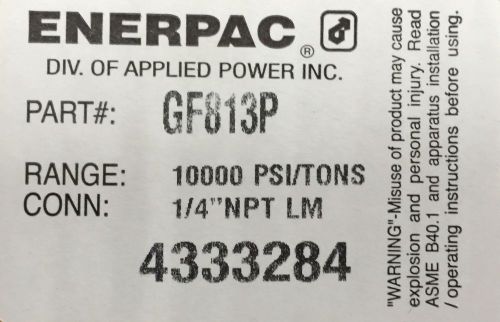 ENERPAC ®
DIV. OF APPLIED POWER INC.
PART#: GF813P
RANGE: 10000 PSI/TONS
CONN: 1/4"NPT LM
4333284
"WARNING"-Misuse of product may cause
explosion and personal injury. Read
ASME B40.1 and apparatus installation
/ operating instructions before using.